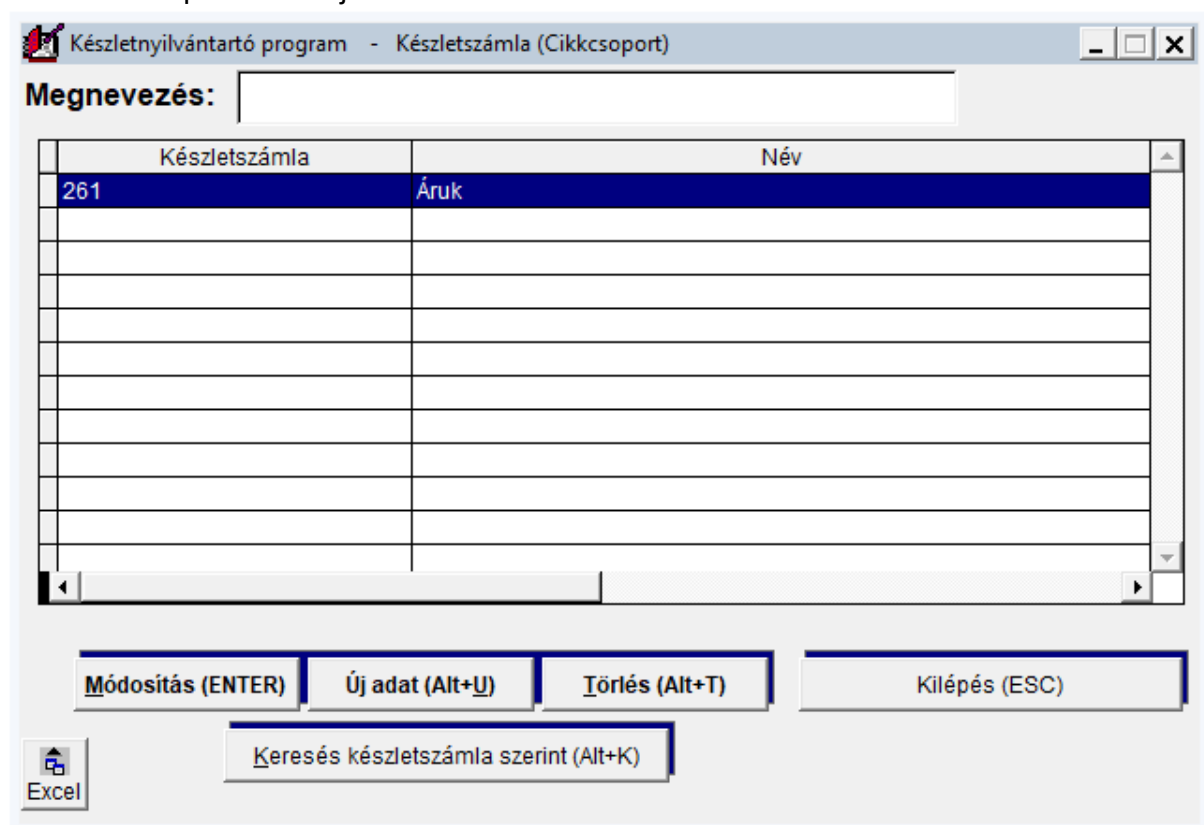 Készletnyilvántartó program - Készletszámla (Cikkcsoport)
Megnevezés:
Készletszámla Név
261 Áruk
Módosítás (ENTER) Új adat (Alt+U) Törlés (Alt+T) Kilépés (ESC)
Keresés készletszámla szerint (Alt+K)
Excel